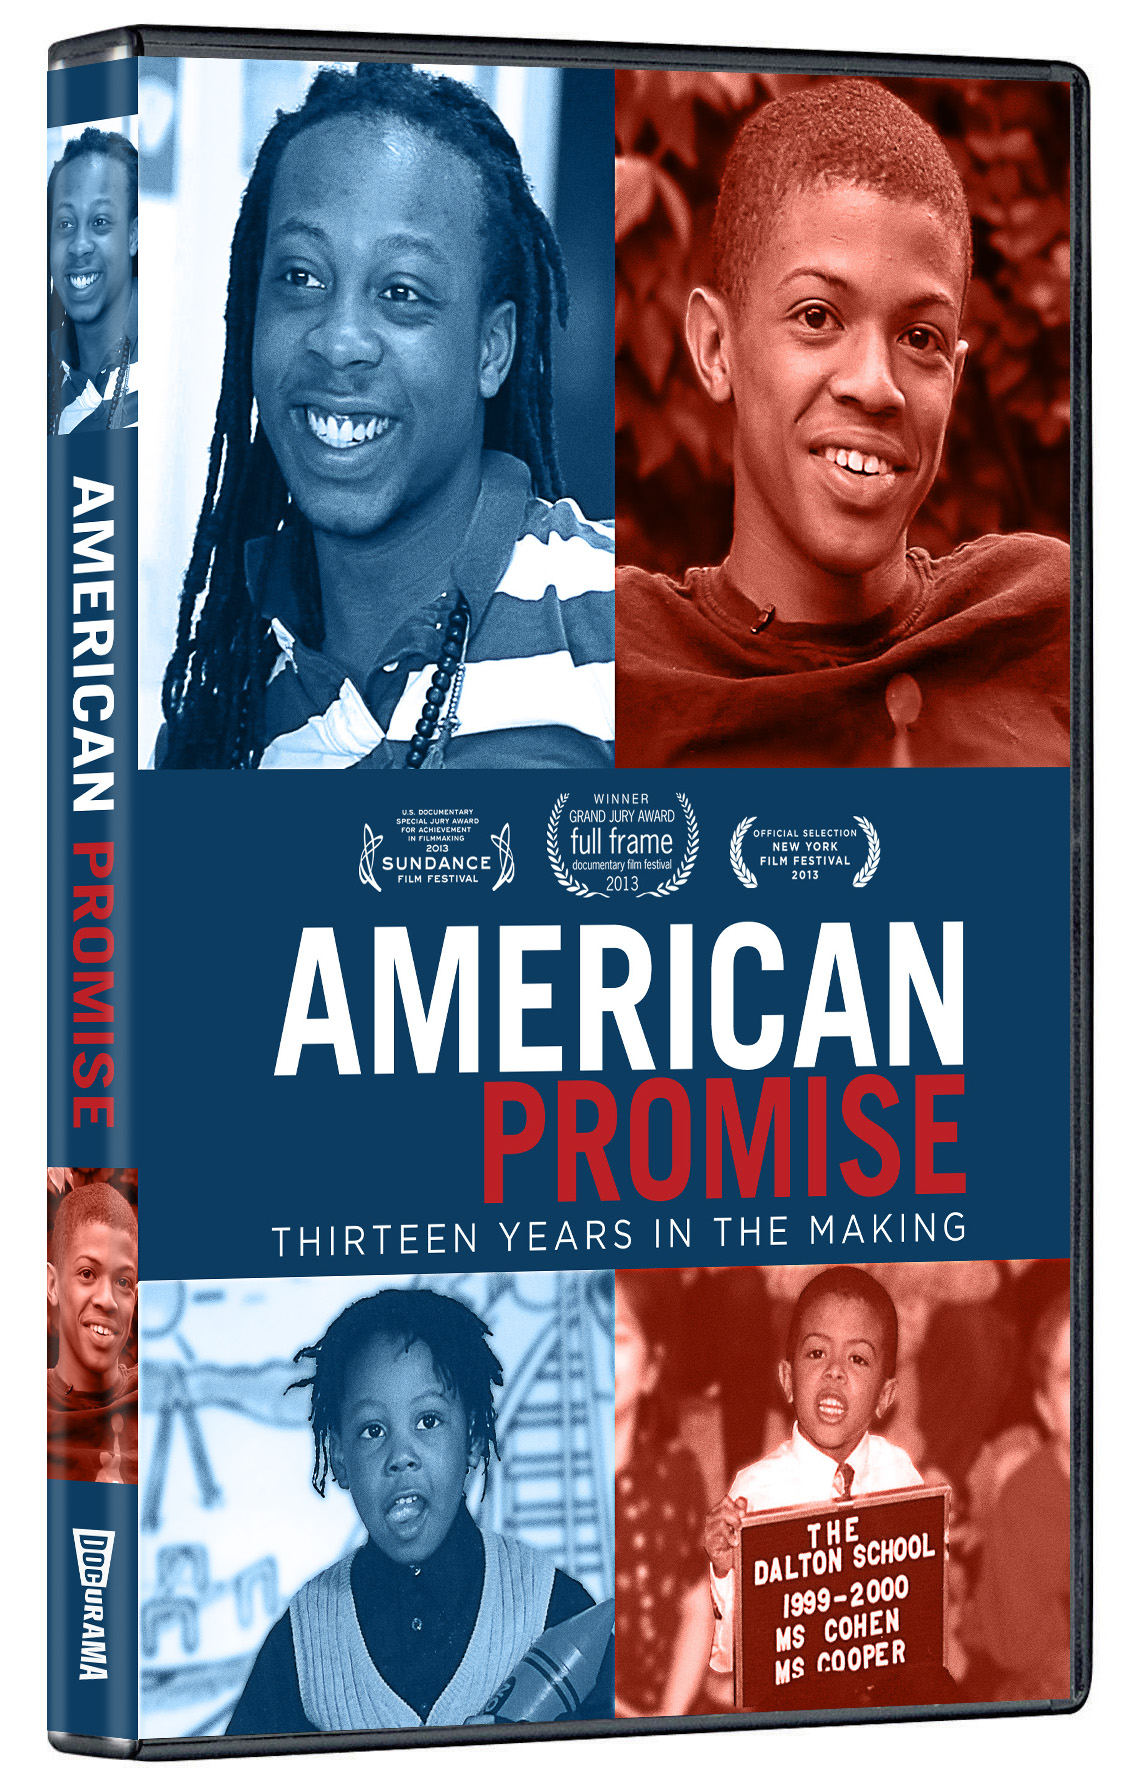 AMERICAN PROMISE
DOCURAMA
U.S. DOCUMENTARY
SPECIAL JURY AWARD
FOR ACHIEVEMENT
IN FILMMAKING
2013
SUNDANCE
FILM FESTIVAL
WINNER
GRAND JURY AWARD
full frame
documentary film festival
2013
OFFICIAL SELECTION
NEW YORK
FILM FESTIVAL
2013
AMERICAN
PROMISE
THIRTEEN YEARS IN THE MAKING
THE
DALTON SCHOOL
1999-2000
MS COHEN
MS COOPER